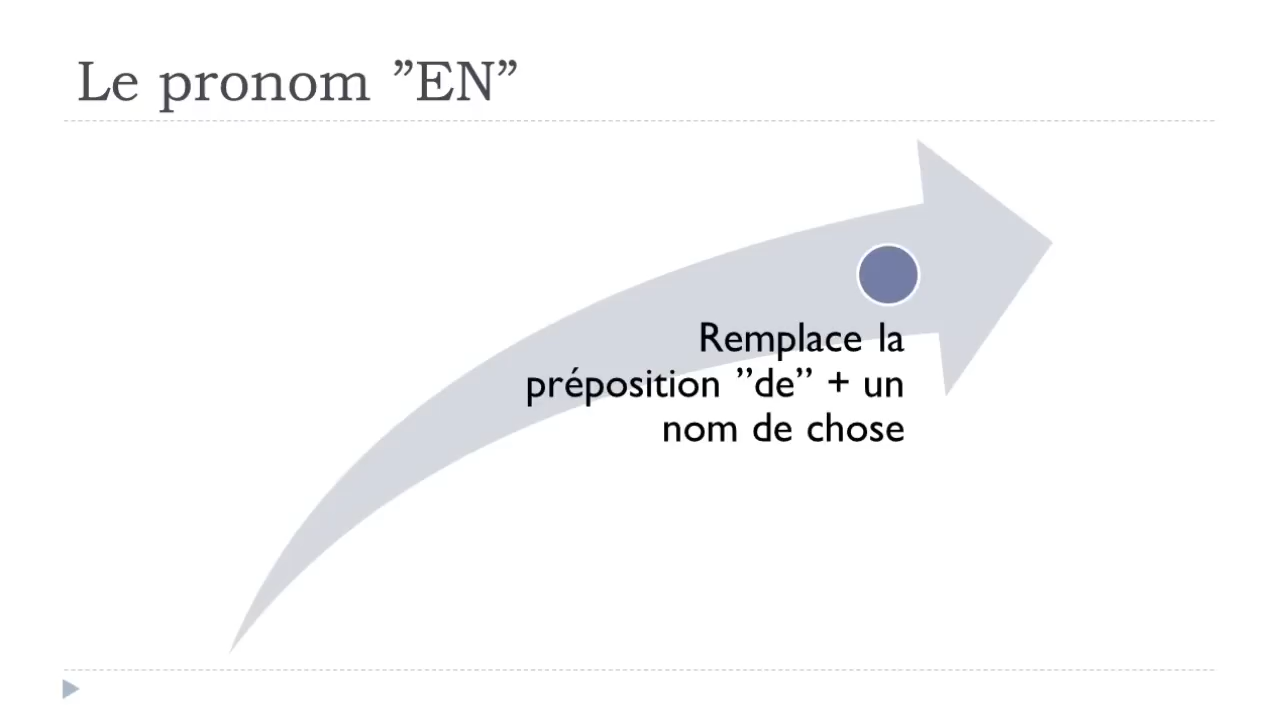 Le pronom ”EN”
Remplace la
préposition ”de” + un
nom de chose